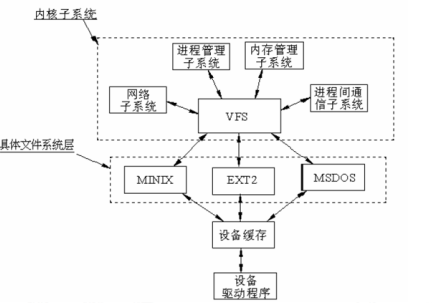 内核子系统
进程管理
子系统
内存管理
子系统
网络
子系统
VFS
进程间通
信子系统
具体文件系统层
MINIX
EXT2
MSDOS
设备缓存
设备
驱动程序